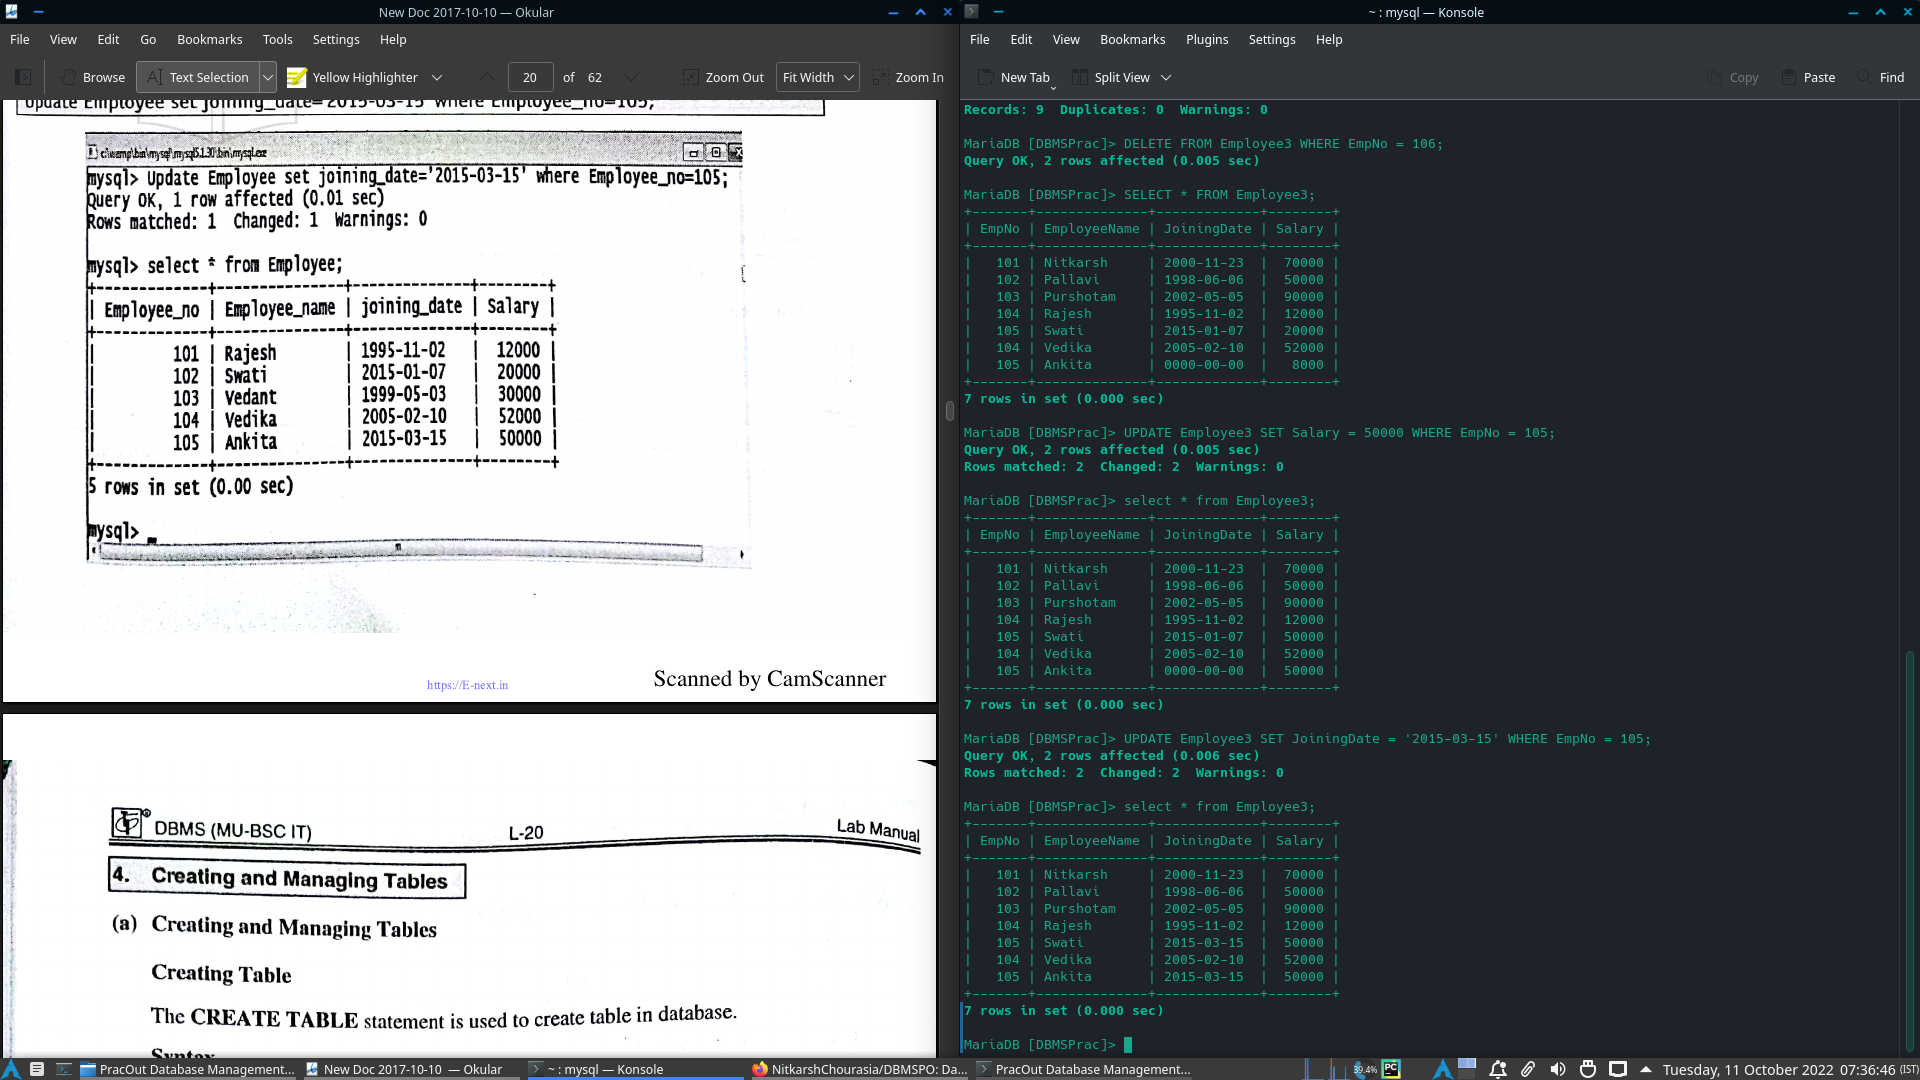 New Doc 2017-10-10 — Okular
File View Edit Go Bookmarks Tools Settings Help
Browse Text Selection Yellow Highlighter 20 of 62 Zoom Out Fit Width Zoom In
Update Employee set joining_date='2015-03-15' where Employee_no=105;
c:\wamp\bin\mysql\mysql5.1.30\bin\mysql.exe
mysql> Update Employee set joining_date='2015-03-15' where Employee_no=105;
Query OK, 1 row affected (0.01 sec)
Rows matched: 1 Changed: 1 Warnings: 0
mysql> select * from Employee;
+-------------+---------------+--------------+--------+
| Employee_no | Employee_name | joining_date | Salary |
+-------------+---------------+--------------+--------+
| 101 | Rajesh | 1995-11-02 | 12000 |
| 102 | Swati | 2015-01-07 | 20000 |
| 103 | Vedant | 1999-05-03 | 30000 |
| 104 | Vedika | 2005-02-10 | 52000 |
| 105 | Ankita | 2015-03-15 | 50000 |
+-------------+---------------+--------------+--------+
5 rows in set (0.00 sec)
mysql>
https://E-next.in
Scanned by CamScanner
DBMS (MU-BSC IT) L-20 Lab Manual
4. Creating and Managing Tables
(a) Creating and Managing Tables
Creating Table
The CREATE TABLE statement is used to create table in database.
Syntax
~ : mysql — Konsole
File Edit View Bookmarks Plugins Settings Help
New Tab Split View Copy Paste Find
Records: 9 Duplicates: 0 Warnings: 0
MariaDB [DBMSPrac]> DELETE FROM Employee3 WHERE EmpNo = 106;
Query OK, 2 rows affected (0.005 sec)
MariaDB [DBMSPrac]> SELECT * FROM Employee3;
+-------+--------------+-------------+--------+
| EmpNo | EmployeeName | JoiningDate | Salary |
+-------+--------------+-------------+--------+
| 101 | Nitkarsh | 2000-11-23 | 70000 |
| 102 | Pallavi | 1998-06-06 | 50000 |
| 103 | Purshotam | 2002-05-05 | 90000 |
| 104 | Rajesh | 1995-11-02 | 12000 |
| 105 | Swati | 2015-01-07 | 20000 |
| 104 | Vedika | 2005-02-10 | 52000 |
| 105 | Ankita | 0000-00-00 | 8000 |
+-------+--------------+-------------+--------+
7 rows in set (0.000 sec)
MariaDB [DBMSPrac]> UPDATE Employee3 SET Salary = 50000 WHERE EmpNo = 105;
Query OK, 2 rows affected (0.005 sec)
Rows matched: 2 Changed: 2 Warnings: 0
MariaDB [DBMSPrac]> select * from Employee3;
+-------+--------------+-------------+--------+
| EmpNo | EmployeeName | JoiningDate | Salary |
+-------+--------------+-------------+--------+
| 101 | Nitkarsh | 2000-11-23 | 70000 |
| 102 | Pallavi | 1998-06-06 | 50000 |
| 103 | Purshotam | 2002-05-05 | 90000 |
| 104 | Rajesh | 1995-11-02 | 12000 |
| 105 | Swati | 2015-01-07 | 50000 |
| 104 | Vedika | 2005-02-10 | 52000 |
| 105 | Ankita | 0000-00-00 | 50000 |
+-------+--------------+-------------+--------+
7 rows in set (0.000 sec)
MariaDB [DBMSPrac]> UPDATE Employee3 SET JoiningDate = '2015-03-15' WHERE EmpNo = 105;
Query OK, 2 rows affected (0.006 sec)
Rows matched: 2 Changed: 2 Warnings: 0
MariaDB [DBMSPrac]> select * from Employee3;
+-------+--------------+-------------+--------+
| EmpNo | EmployeeName | JoiningDate | Salary |
+-------+--------------+-------------+--------+
| 101 | Nitkarsh | 2000-11-23 | 70000 |
| 102 | Pallavi | 1998-06-06 | 50000 |
| 103 | Purshotam | 2002-05-05 | 90000 |
| 104 | Rajesh | 1995-11-02 | 12000 |
| 105 | Swati | 2015-03-15 | 50000 |
| 104 | Vedika | 2005-02-10 | 52000 |
| 105 | Ankita | 2015-03-15 | 50000 |
+-------+--------------+-------------+--------+
7 rows in set (0.000 sec)
MariaDB [DBMSPrac]>
PracOut Database Management... New Doc 2017-10-10 — Okular ~ : mysql — Konsole NitkarshChourasia/DBMSPO: Da... PracOut Database Management... 39.4% PC Tuesday, 11 October 2022 07:36:46 (IST)